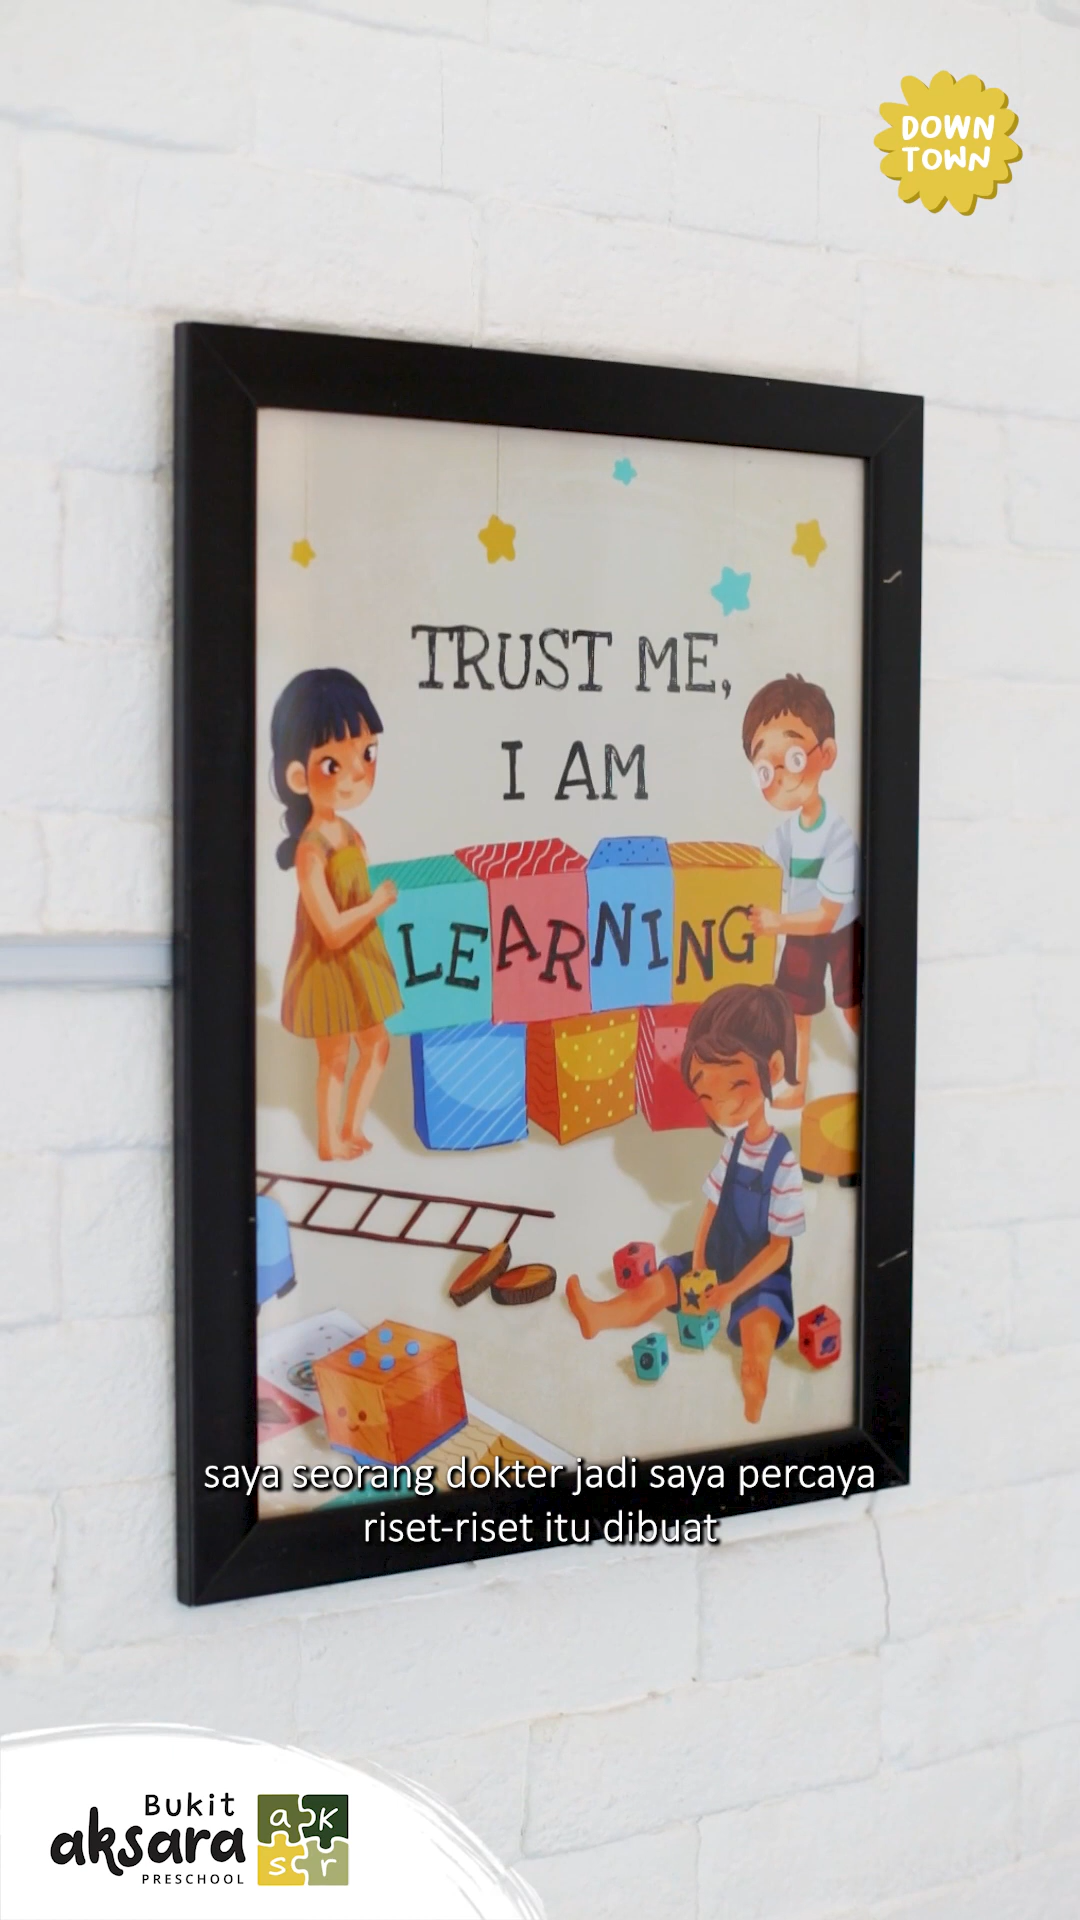 DOWN
TOWN
TRUST ME,
I AM
LEARNING
saya seorang dokter jadi saya percaya
riset-riset itu dibuat
Bukit
aksara
PRESCHOOL
a k
s r